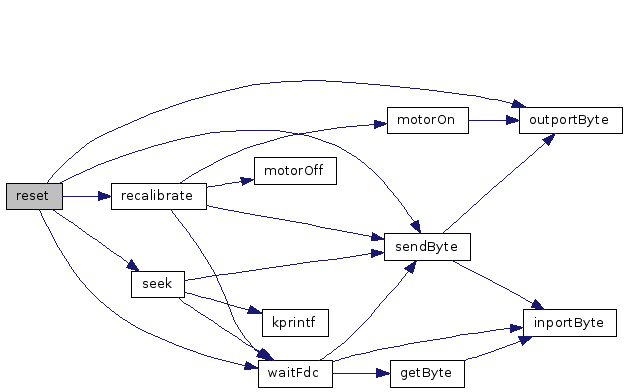 outportByte
motorOn
motorOff
reset
recalibrate
sendByte
seek
kprintf
inportByte
waitFdc
getByte